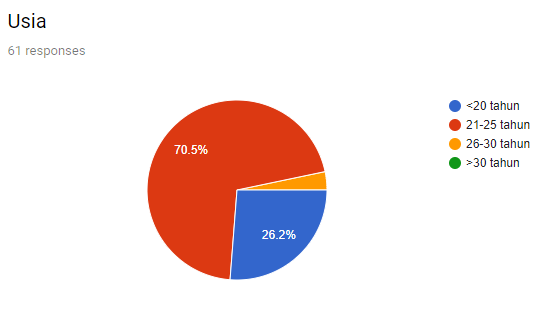 Usia
61 responses
<20 tahun
21-25 tahun
26-30 tahun
>30 tahun
70.5%
26.2%